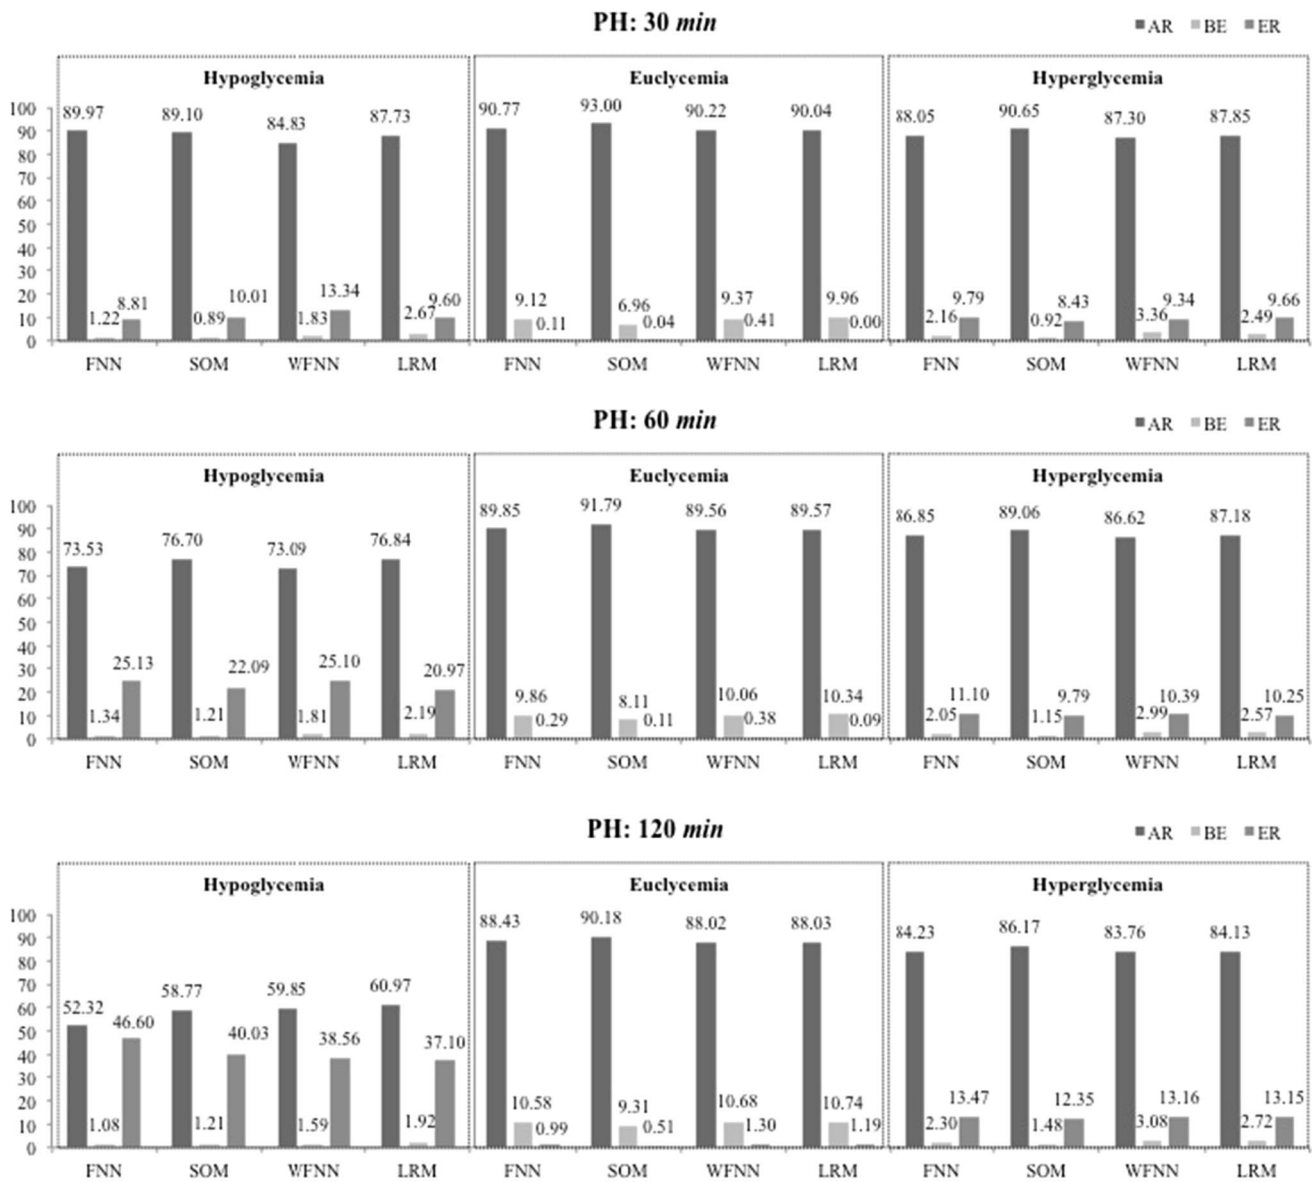 PH: 30 min
AR BE ER
Hypoglycemia Euclycemia Hyperglycemia
100
90
80
70
60
50
40
30
20
10
0
89.97 1.22 8.81 89.10 0.89 10.01 84.83 1.83 13.34 87.73 2.67 9.60
90.77 9.12 0.11 93.00 6.96 0.04 90.22 9.37 0.41 90.04 9.96 0.00
88.05 2.16 9.79 90.65 0.92 8.43 87.30 3.36 9.34 87.85 2.49 9.66
FNN SOM WFNN LRM FNN SOM WFNN LRM FNN SOM WFNN LRM
PH: 60 min
AR BE ER
Hypoglycemia Euclycemia Hyperglycemia
100
90
80
70
60
50
40
30
20
10
0
73.53 1.34 25.13 76.70 1.21 22.09 73.09 1.81 25.10 76.84 2.19 20.97
89.85 9.86 0.29 91.79 8.11 0.11 89.56 10.06 0.38 89.57 10.34 0.09
86.85 2.05 11.10 89.06 1.15 9.79 86.62 2.99 10.39 87.18 2.57 10.25
FNN SOM WFNN LRM FNN SOM WFNN LRM FNN SOM WFNN LRM
PH: 120 min
AR BE ER
Hypoglycemia Euclycemia Hyperglycemia
100
90
80
70
60
50
40
30
20
10
0
52.32 1.08 46.60 58.77 1.21 40.03 59.85 1.59 38.56 60.97 1.92 37.10
88.43 10.58 0.99 90.18 9.31 0.51 88.02 10.68 1.30 88.03 10.74 1.19
84.23 2.30 13.47 86.17 1.48 12.35 83.76 3.08 13.16 84.13 2.72 13.15
FNN SOM WFNN LRM FNN SOM WFNN LRM FNN SOM WFNN LRM